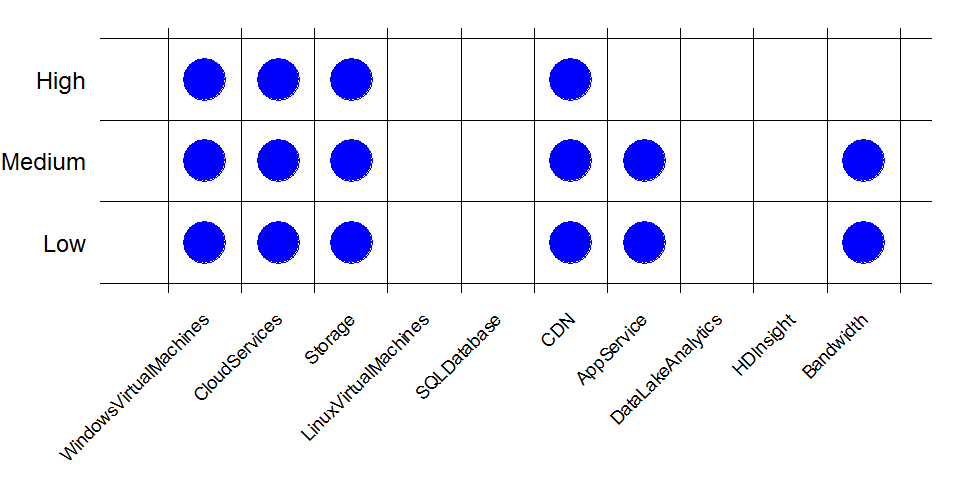 High
Medium
Low
WindowsVirtualMachines
CloudServices
Storage
LinuxVirtualMachines
SQLDatabase
CDN
AppService
DataLakeAnalytics
HDInsight
Bandwidth